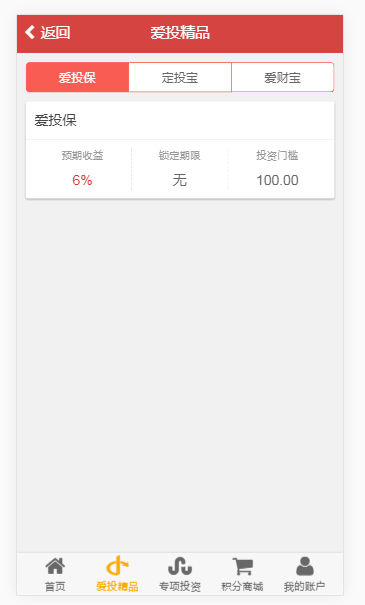 返回 爱投精品
爱投保 定投宝 爱财宝
爱投保
预期收益 锁定期限 投资门槛
6% 无 100.00
首页 爱投精品 专项投资 积分商城 我的账户